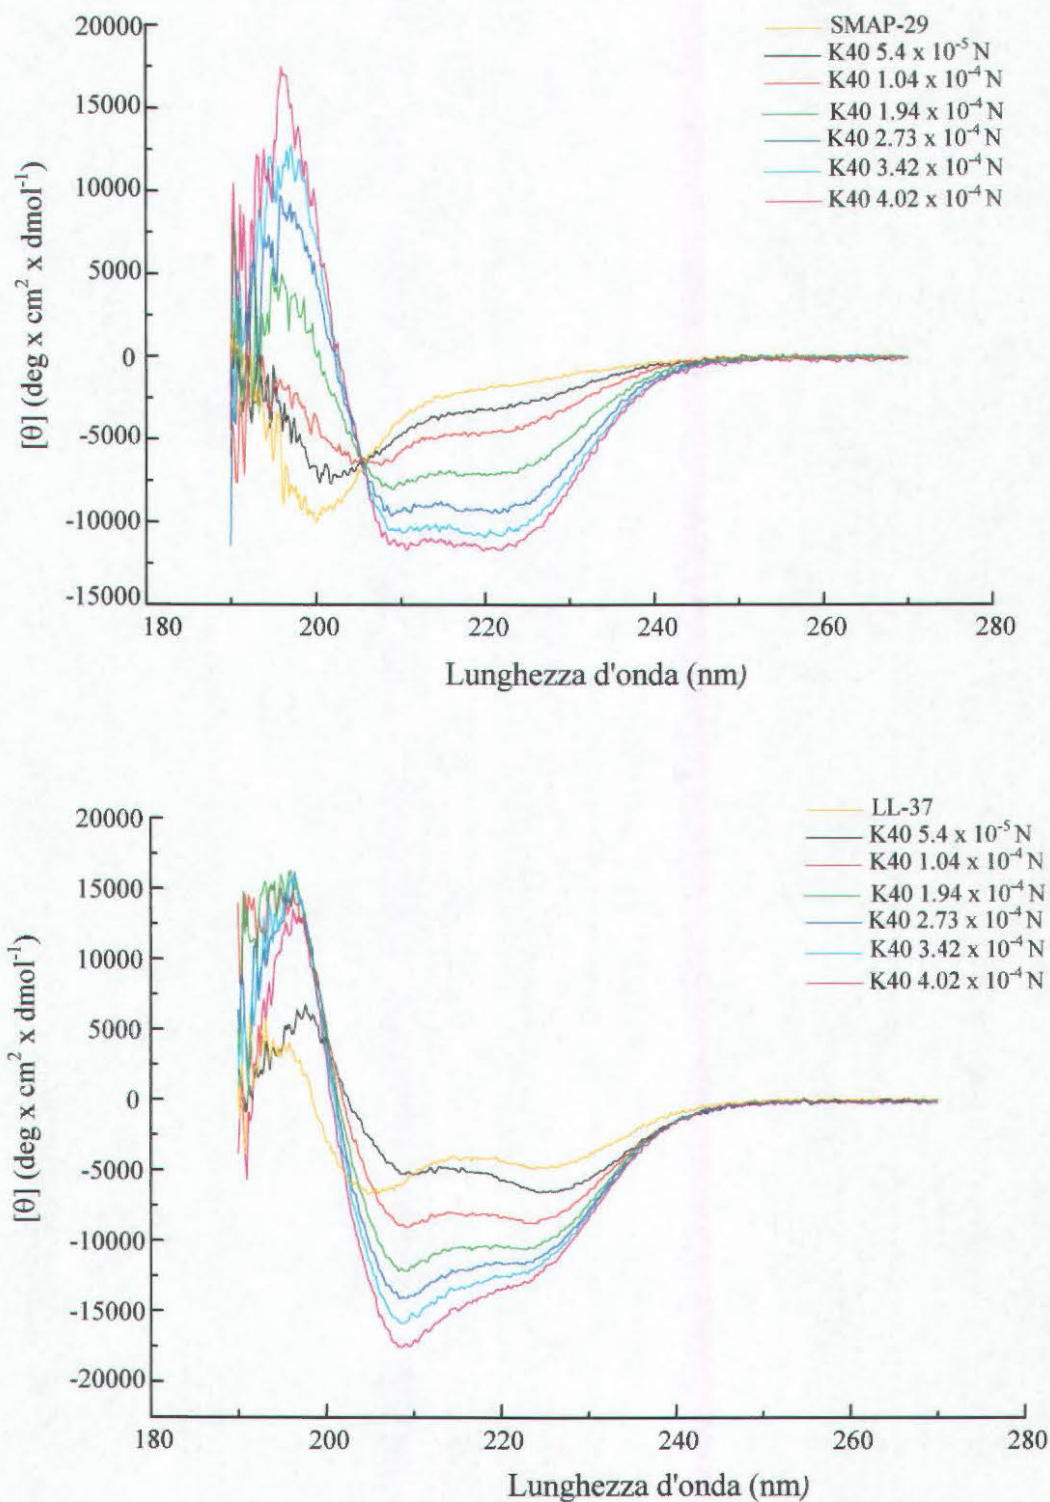 20000
15000
10000
5000
0
-5000
-10000
-15000
[θ] (deg x cm² x dmol⁻¹)
180
200
220
240
260
280
Lunghezza d'onda (nm)
SMAP-29
K40 5.4 x 10⁻⁵ N
K40 1.04 x 10⁻⁴ N
K40 1.94 x 10⁻⁴ N
K40 2.73 x 10⁻⁴ N
K40 3.42 x 10⁻⁴ N
K40 4.02 x 10⁻⁴ N
20000
15000
10000
5000
0
-5000
-10000
-15000
-20000
[θ] (deg x cm² x dmol⁻¹)
180
200
220
240
260
280
Lunghezza d'onda (nm)
LL-37
K40 5.4 x 10⁻⁵ N
K40 1.04 x 10⁻⁴ N
K40 1.94 x 10⁻⁴ N
K40 2.73 x 10⁻⁴ N
K40 3.42 x 10⁻⁴ N
K40 4.02 x 10⁻⁴ N